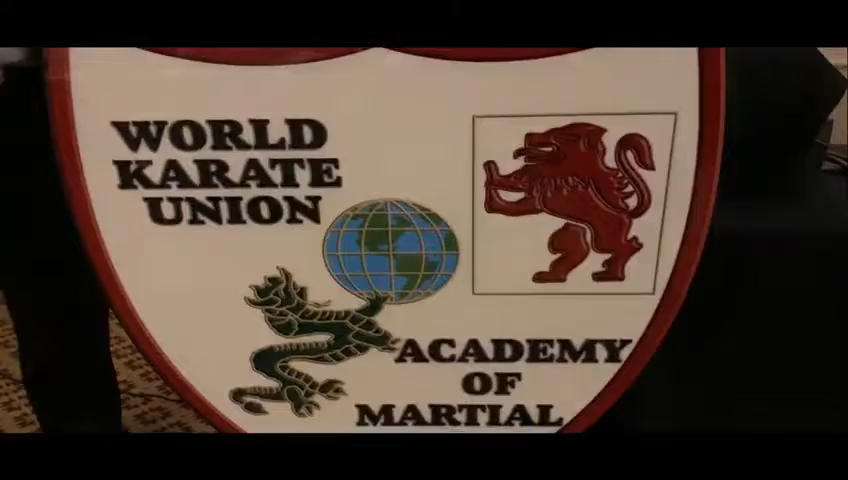 WORLD
KARATE
UNION
ACADEMY
OF
MARTIAL